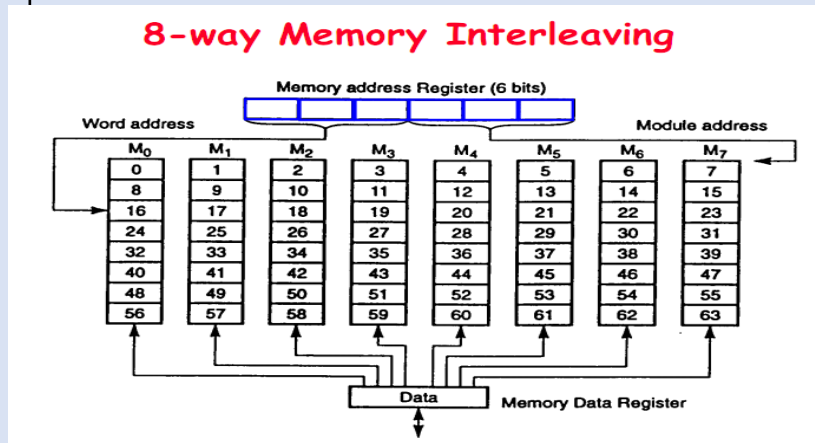 8-way Memory Interleaving
Memory address Register (6 bits)
Word address
Module address
M0 M1 M2 M3 M4 M5 M6 M7
0 1 2 3 4 5 6 7
8 9 10 11 12 13 14 15
16 17 18 19 20 21 22 23
24 25 26 27 28 29 30 31
32 33 34 35 36 37 38 39
40 41 42 43 44 45 46 47
48 49 50 51 52 53 54 55
56 57 58 59 60 61 62 63
Data
Memory Data Register